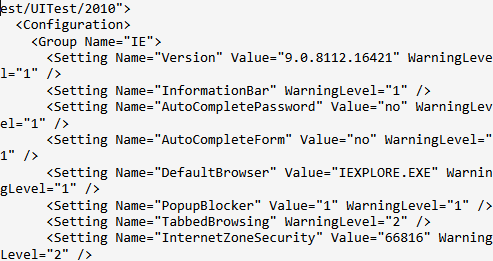 est/UITest/2010">
<Configuration>
<Group Name="IE">
<Setting Name="Version" Value="9.0.8112.16421" WarningLeve
l="1" />
<Setting Name="InformationBar" WarningLevel="1" />
<Setting Name="AutoCompletePassword" Value="no" WarningLev
el="1" />
<Setting Name="AutoCompleteForm" Value="no" WarningLevel="
1" />
<Setting Name="DefaultBrowser" Value="IEXPLORE.EXE" Warnin
gLevel="1" />
<Setting Name="PopupBlocker" Value="1" WarningLevel="1" />
<Setting Name="TabbedBrowsing" WarningLevel="2" />
<Setting Name="InternetZoneSecurity" Value="66816" Warning
Level="2" />